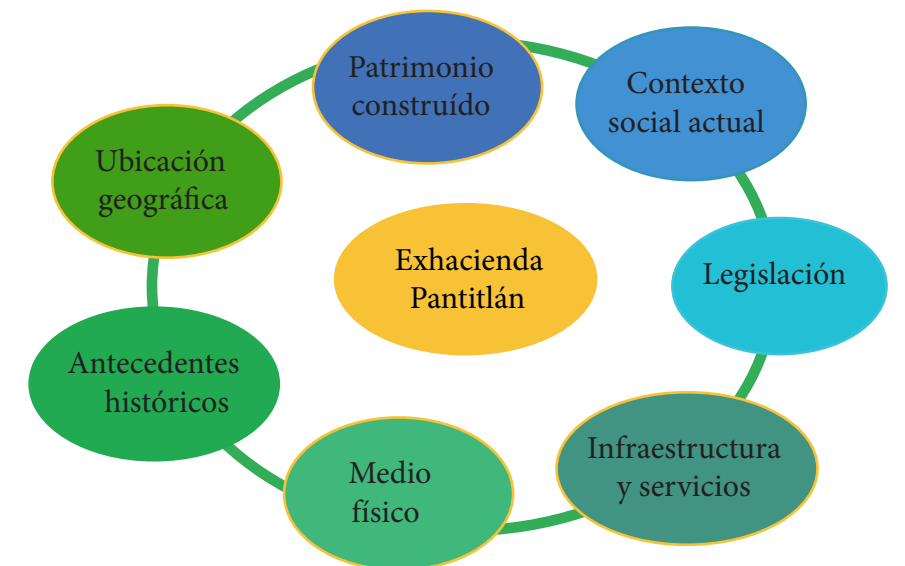 Patrimonio
construído
Contexto
social actual
Ubicación
geográfica
Exhacienda
Pantitlán
Legislación
Antecedentes
históricos
Infraestructura
y servicios
Medio
físico